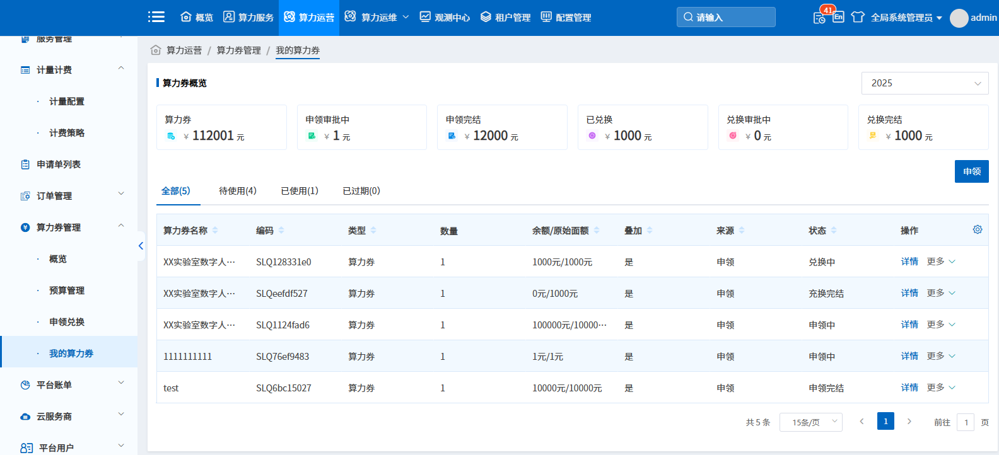 概览 算力服务 算力运营 算力运维 观测中心 租户管理 配置管理 请输入 41 En 全局系统管理员 admin
服务管理
计量计费
· 计量配置
· 计费策略
申请单列表
订单管理
算力券管理
· 概览
· 预算管理
· 申领兑换
· 我的算力券
平台账单
云服务商
平台用户
算力运营 / 算力券管理 / 我的算力券
算力券概览
2025
算力券
¥ 112001 元
申领审批中
¥ 1 元
申领完结
¥ 12000 元
已兑换
¥ 1000 元
兑换审批中
¥ 0 元
兑换完结
¥ 1000 元
申领
全部(5) 待使用(4) 已使用(1) 已过期(0)
算力券名称 编码 类型 数量 余额/原始面额 叠加 来源 状态 操作
XX实验室数字人… SLQ128331e0 算力券 1 1000元/1000元 是 申领 兑换中 详情 更多
XX实验室数字人… SLQeefdf527 算力券 1 0元/1000元 是 申领 充换完结 详情 更多
XX实验室数字人… SLQ1124fad6 算力券 1 100000元/10000… 是 申领 申领中 详情 更多
1111111111 SLQ76ef9483 算力券 1 1元/1元 是 申领 申领中 详情 更多
test SLQ6bc15027 算力券 1 10000元/10000元 是 申领 申领完结 详情 更多
共 5 条 15条/页 1 前往 1 页